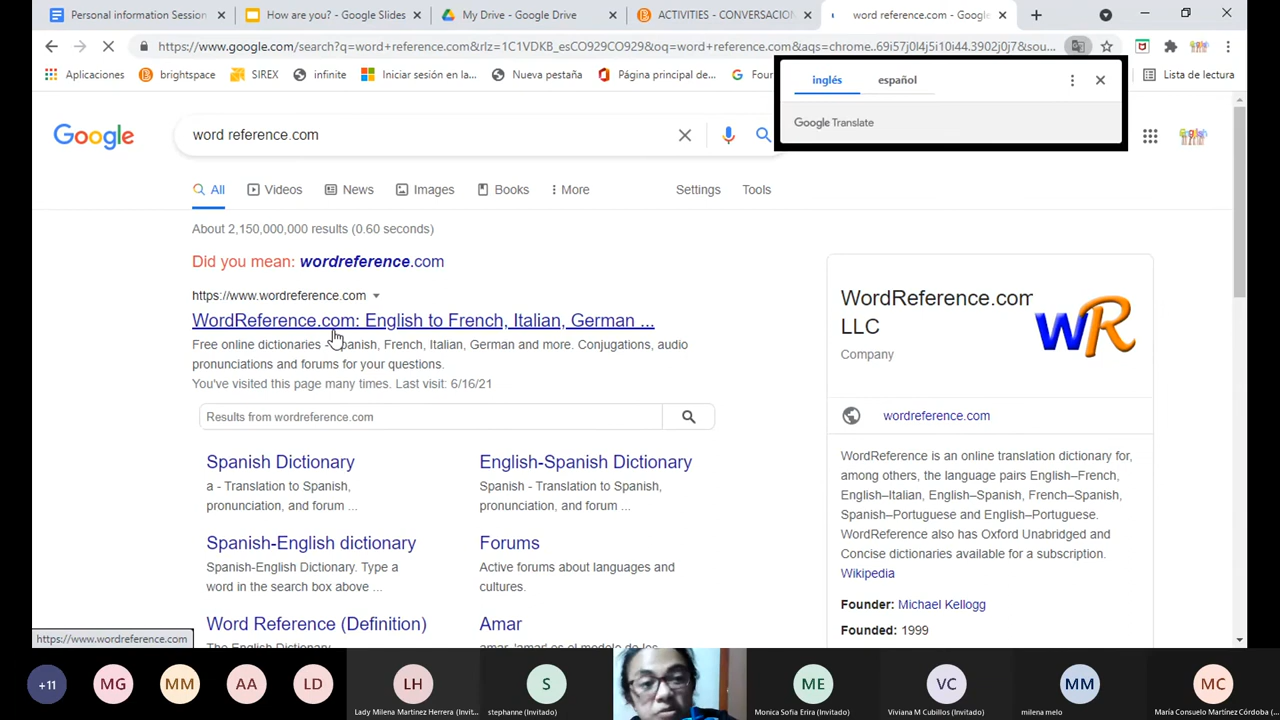 Personal information Session
How are you? - Google Slides
My Drive - Google Drive
ACTIVITIES - CONVERSACION
word reference.com - Google
https://www.google.com/search?q=word+reference.com&rlz=1C1VDKB_esCO929CO929&oq=word+reference.com&aqs=chrome..69i57j0l4j5i10i44.3902j0j7&sou...
Aplicaciones
brightspace
SIREX
infinite
Iniciar sesión en la...
Nueva pestaña
Página principal de...
Four
Lista de lectura
inglés
español
Google Translate
Google
word reference.com
All
Videos
News
Images
Books
More
Settings
Tools
About 2,150,000,000 results (0.60 seconds)
Did you mean: wordreference.com
https://www.wordreference.com
WordReference.com: English to French, Italian, German ...
Free online dictionaries - Spanish, French, Italian, German and more. Conjugations, audio
pronunciations and forums for your questions.
You've visited this page many times. Last visit: 6/16/21
Results from wordreference.com
Spanish Dictionary
a - Translation to Spanish,
pronunciation, and forum ...
English-Spanish Dictionary
Spanish - Translation to Spanish,
pronunciation, and forum ...
Spanish-English dictionary
Spanish-English Dictionary. Type a
word in the search box above ...
Forums
Active forums about languages and
cultures.
Word Reference (Definition)
Amar
WordReference.com
LLC
WR
Company
wordreference.com
WordReference is an online translation dictionary for,
among others, the language pairs English–French,
English–Italian, English–Spanish, French–Spanish,
Spanish–Portuguese and English–Portuguese.
WordReference also has Oxford Unabridged and
Concise dictionaries available for a subscription.
Wikipedia
Founder: Michael Kellogg
Founded: 1999
https://www.wordreference.com
+11
MG
MM
AA
LD
LH
Lady Milena Martinez Herrera (Invit...
S
stephanne (Invitado)
ME
Monica Sofia Erira (Invitado)
VC
Viviana M Cubillos (Invitado)
MM
milena melo
MC
María Consuelo Martínez Córdoba (...